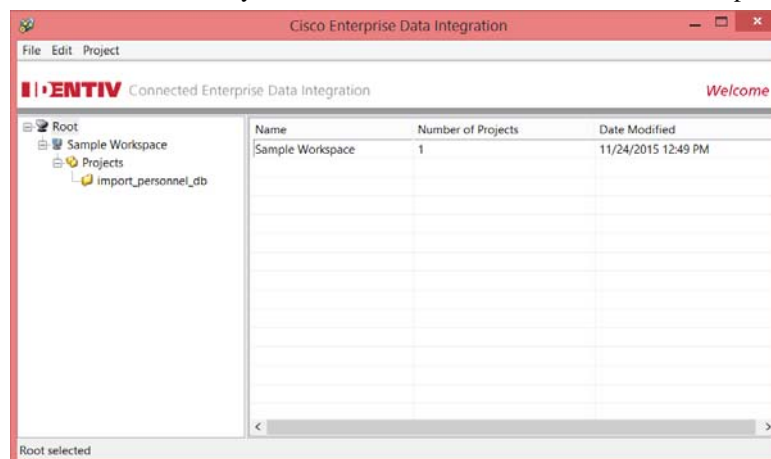 Cisco Enterprise Data Integration
File Edit Project
IDENTIV Connected Enterprise Data Integration
Welcome
Root
Sample Workspace
Projects
import_personnel_db
Name Number of Projects Date Modified
Sample Workspace 1 11/24/2015 12:49 PM
Root selected